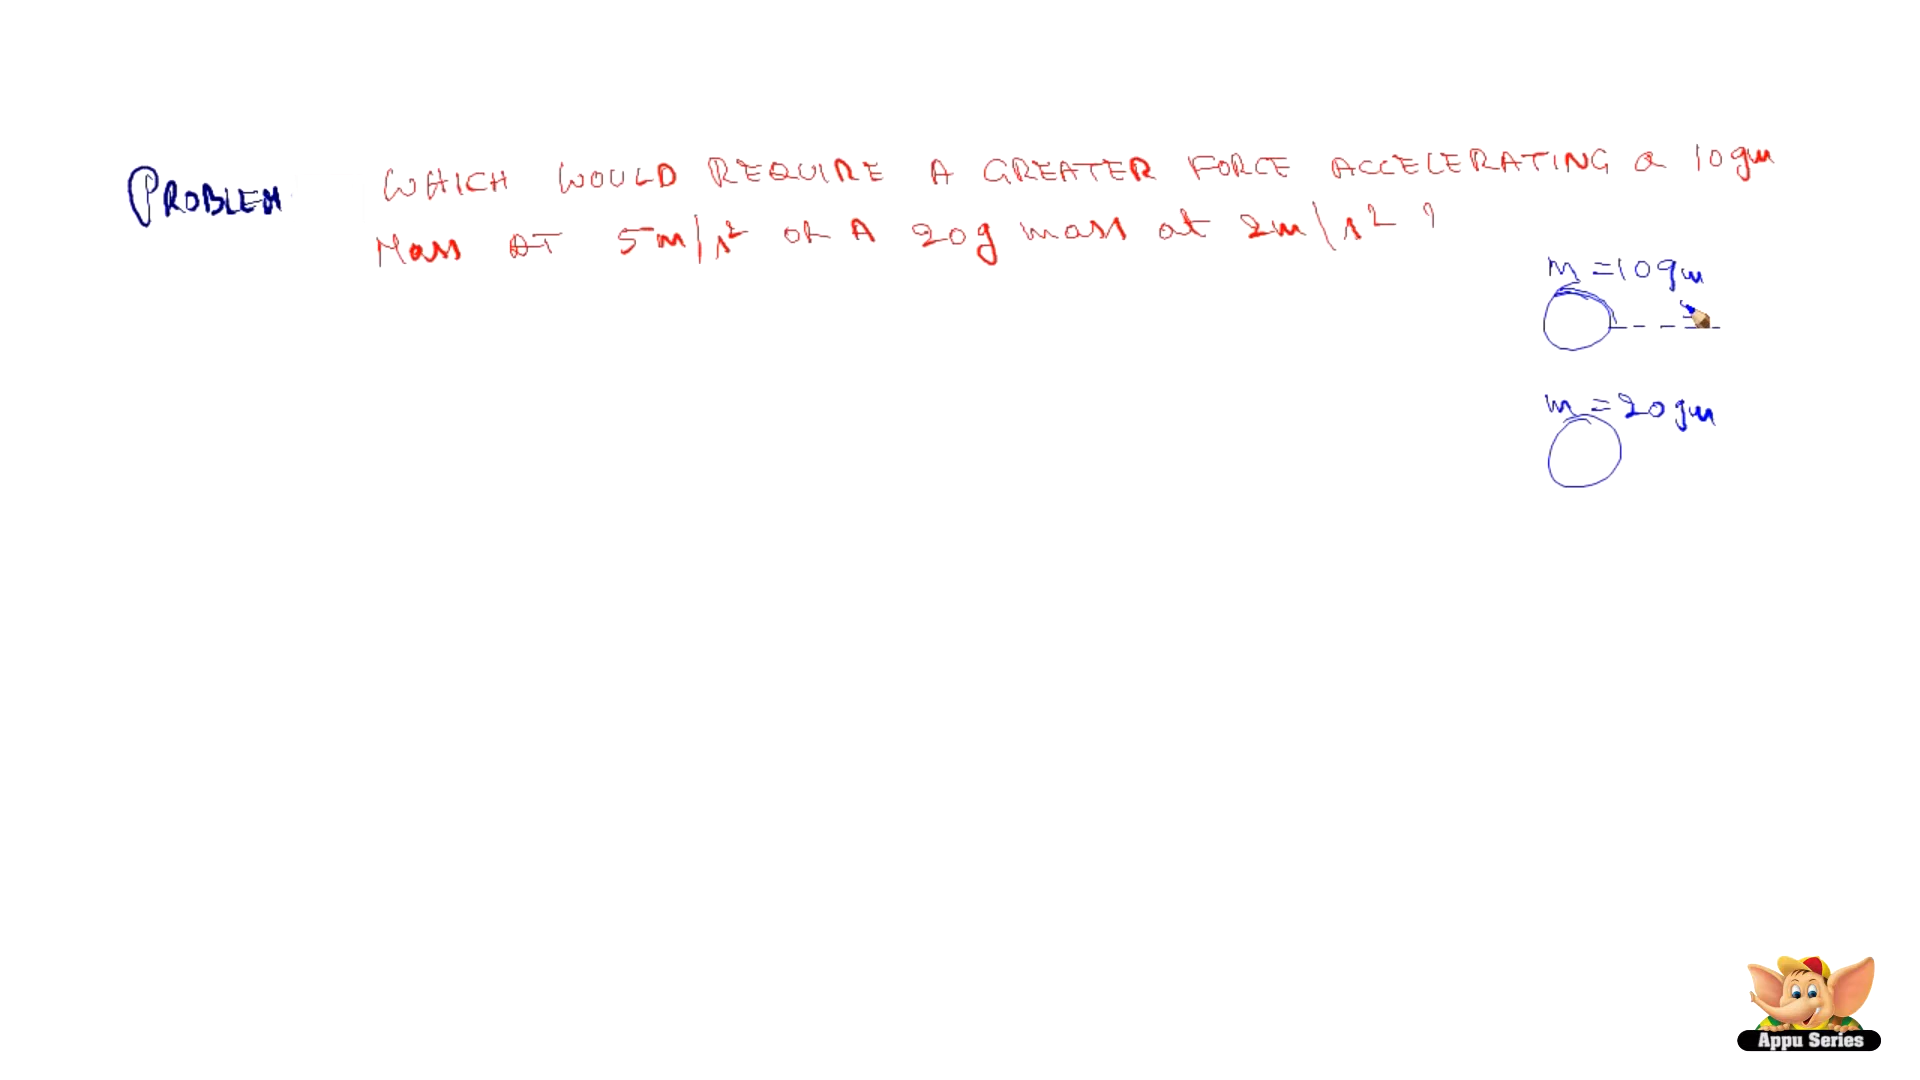 PROBLEM WHICH WOULD REQUIRE A GREATER FORCE ACCELERATING a 10gm
Mass AT 5m/s² OR A 20g mass at 2m/s² ?
m = 10gm
m = 20gm
Appu Series